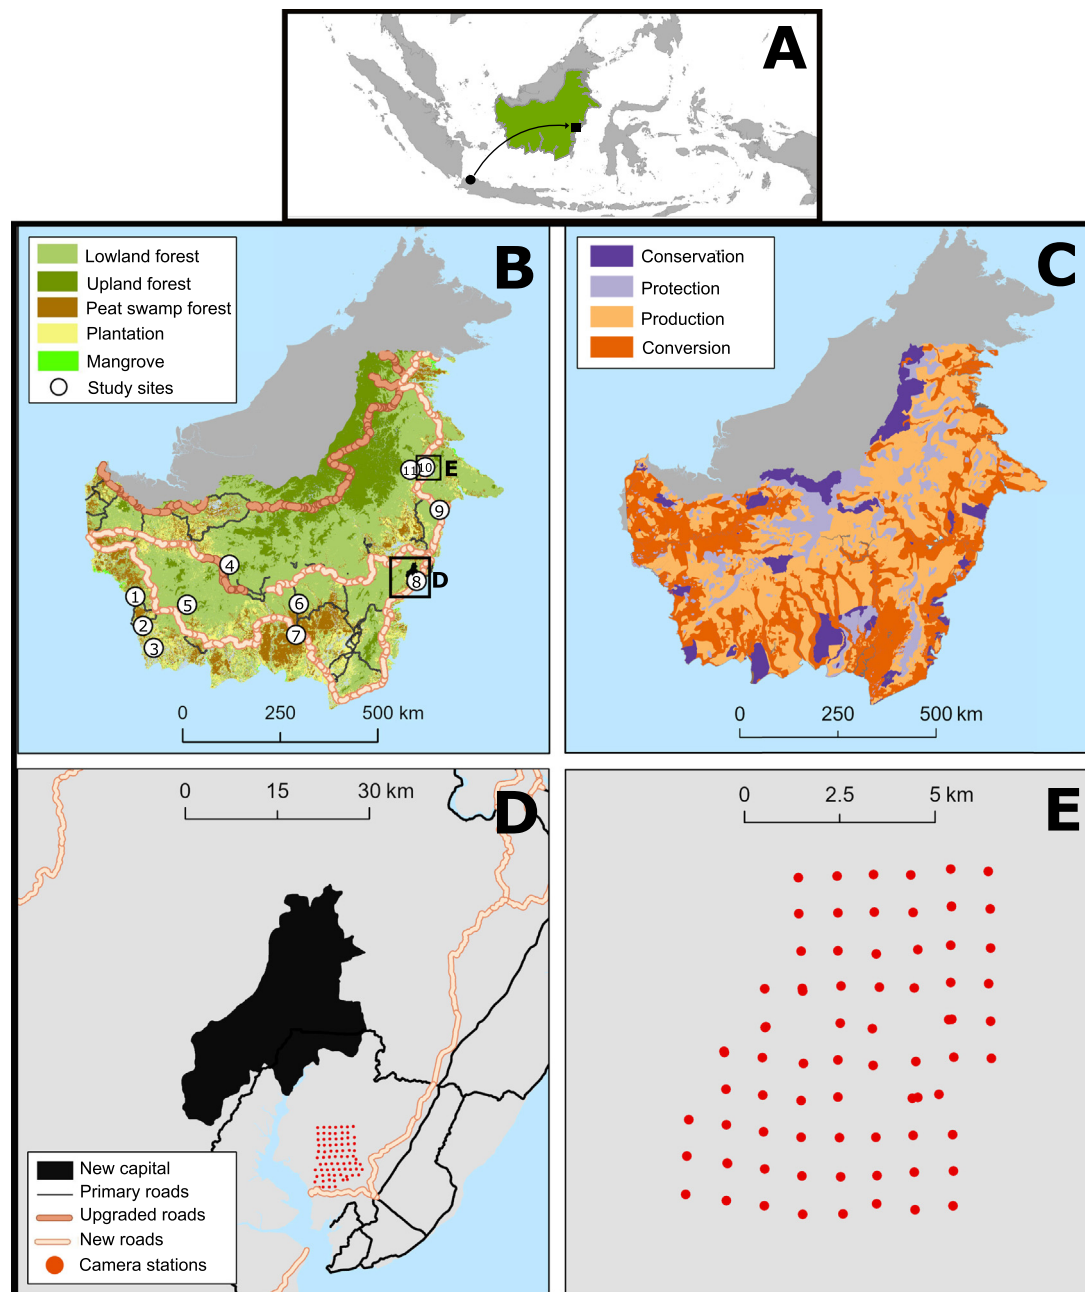 A
B
Lowland forest
Upland forest
Peat swamp forest
Plantation
Mangrove
Study sites
11 10 E
9
4
8 D
1
5
6
2
7
3
0 250 500 km
C
Conservation
Protection
Production
Conversion
0 250 500 km
D
0 15 30 km
New capital
Primary roads
Upgraded roads
New roads
Camera stations
E
0 2.5 5 km